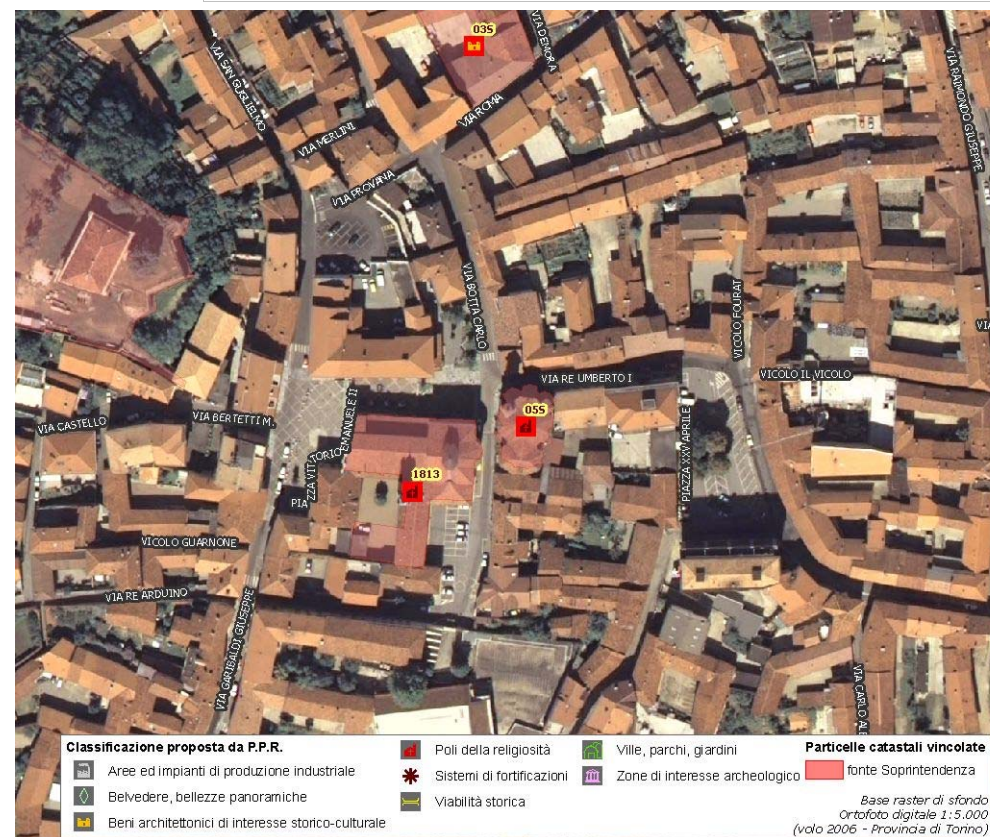 03S
VIA DEMORA
VIA SAN GUGLIELMO
VIA RAIMONDO GIUSEPPE
VIA ROMA
VIA MERLINI
VIA PROVANA
VIA BOTTA CARLO
VICOLO FOURAT
VIA
VIA RE UMBERTO I
VICOLO IL VICOLO
05S
VIA CASTELLO
VIA BERTETTI M.
PIAZZA VITTORIO EMANUELE II
PIAZZA XXV APRILE
1813
VICOLO GUARNONE
VIA RE ARDUINO
VIA GARIBALDI GIUSEPPE
VIA CARLO ALB
Classificazione proposta da P.P.R.
Aree ed impianti di produzione industriale
Belvedere, bellezze panoramiche
Beni architettonici di interesse storico-culturale
Poli della religiosità
Sistemi di fortificazioni
Viabilità storica
Ville, parchi, giardini
Zone di interesse archeologico
Particelle catastali vincolate
fonte Soprintendenza
Base raster di sfondo
Ortofoto digitale 1:5.000
(volo 2006 - Provincia di Torino)